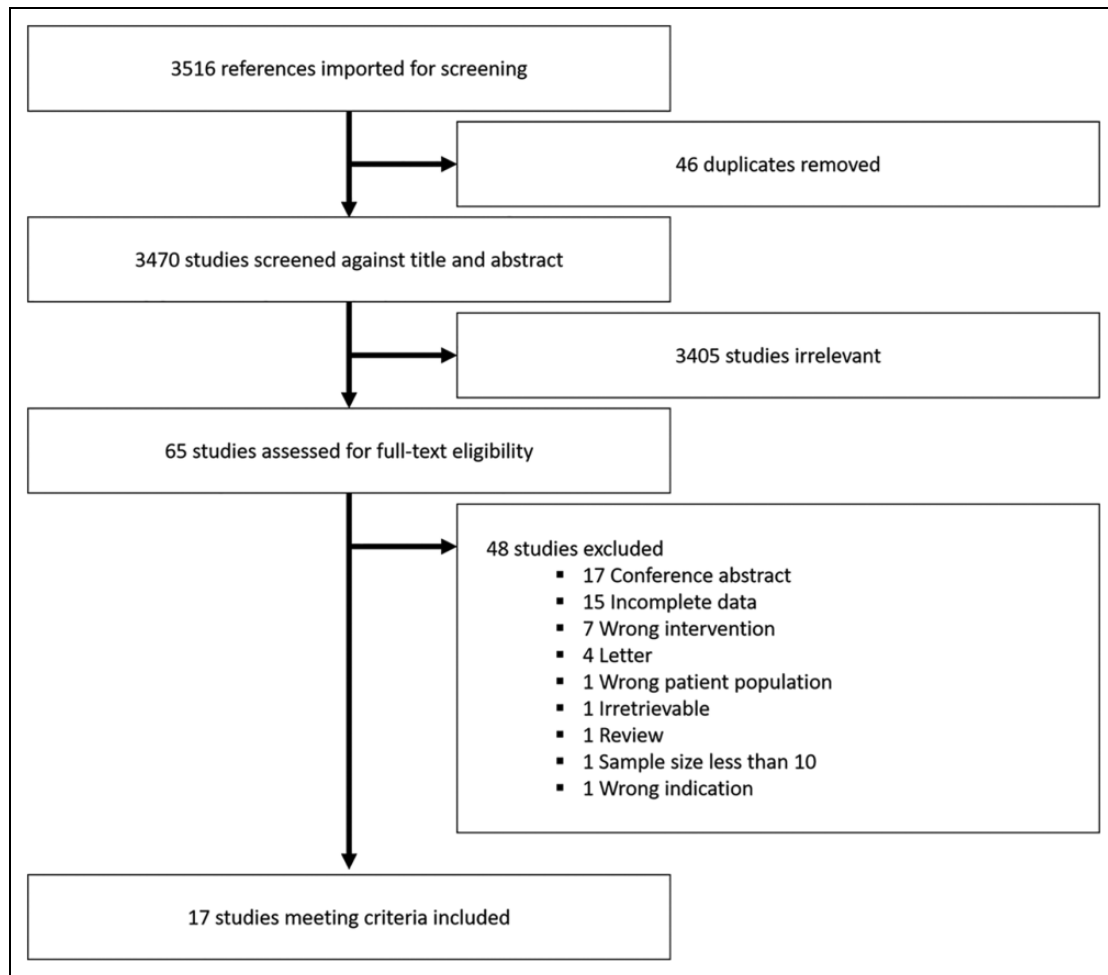 3516 references imported for screening
46 duplicates removed
3470 studies screened against title and abstract
3405 studies irrelevant
65 studies assessed for full-text eligibility
48 studies excluded
▪ 17 Conference abstract
▪ 15 Incomplete data
▪ 7 Wrong intervention
▪ 4 Letter
▪ 1 Wrong patient population
▪ 1 Irretrievable
▪ 1 Review
▪ 1 Sample size less than 10
▪ 1 Wrong indication
17 studies meeting criteria included